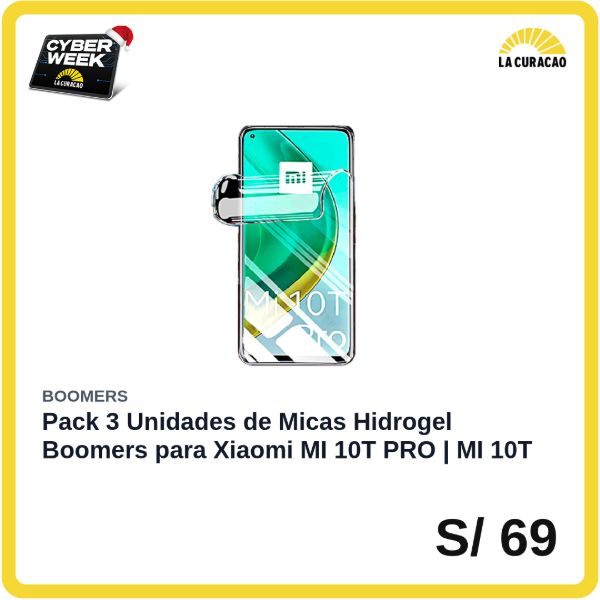 CYBER
WEEK
LA CURACAO
LA CURACAO
mi
Mi 10T
Pro
BOOMERS
Pack 3 Unidades de Micas Hidrogel
Boomers para Xiaomi MI 10T PRO | MI 10T
S/ 69